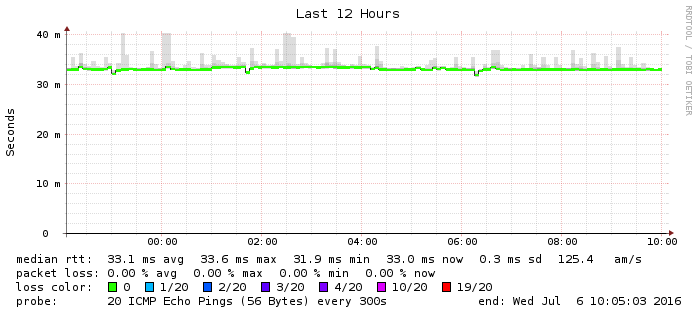 Last 12 Hours
RRDTOOL / TOBI OETIKER
Seconds
40 m
30 m
20 m
10 m
0
00:00 02:00 04:00 06:00 08:00 10:00
median rtt: 33.1 ms avg 33.6 ms max 31.9 ms min 33.0 ms now 0.3 ms sd 125.4 am/s
packet loss: 0.00 % avg 0.00 % max 0.00 % min 0.00 % now
loss color: 0 1/20 2/20 3/20 4/20 10/20 19/20
probe: 20 ICMP Echo Pings (56 Bytes) every 300s end: Wed Jul 6 10:05:03 2016